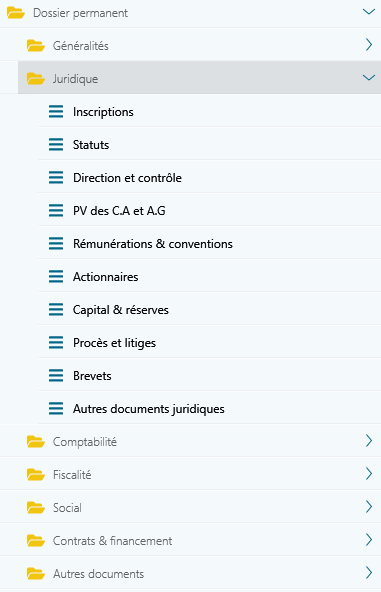 Dossier permanent
Généralités
Juridique
Inscriptions
Statuts
Direction et contrôle
PV des C.A et A.G
Rémunérations & conventions
Actionnaires
Capital & réserves
Procès et litiges
Brevets
Autres documents juridiques
Comptabilité
Fiscalité
Social
Contrats & financement
Autres documents